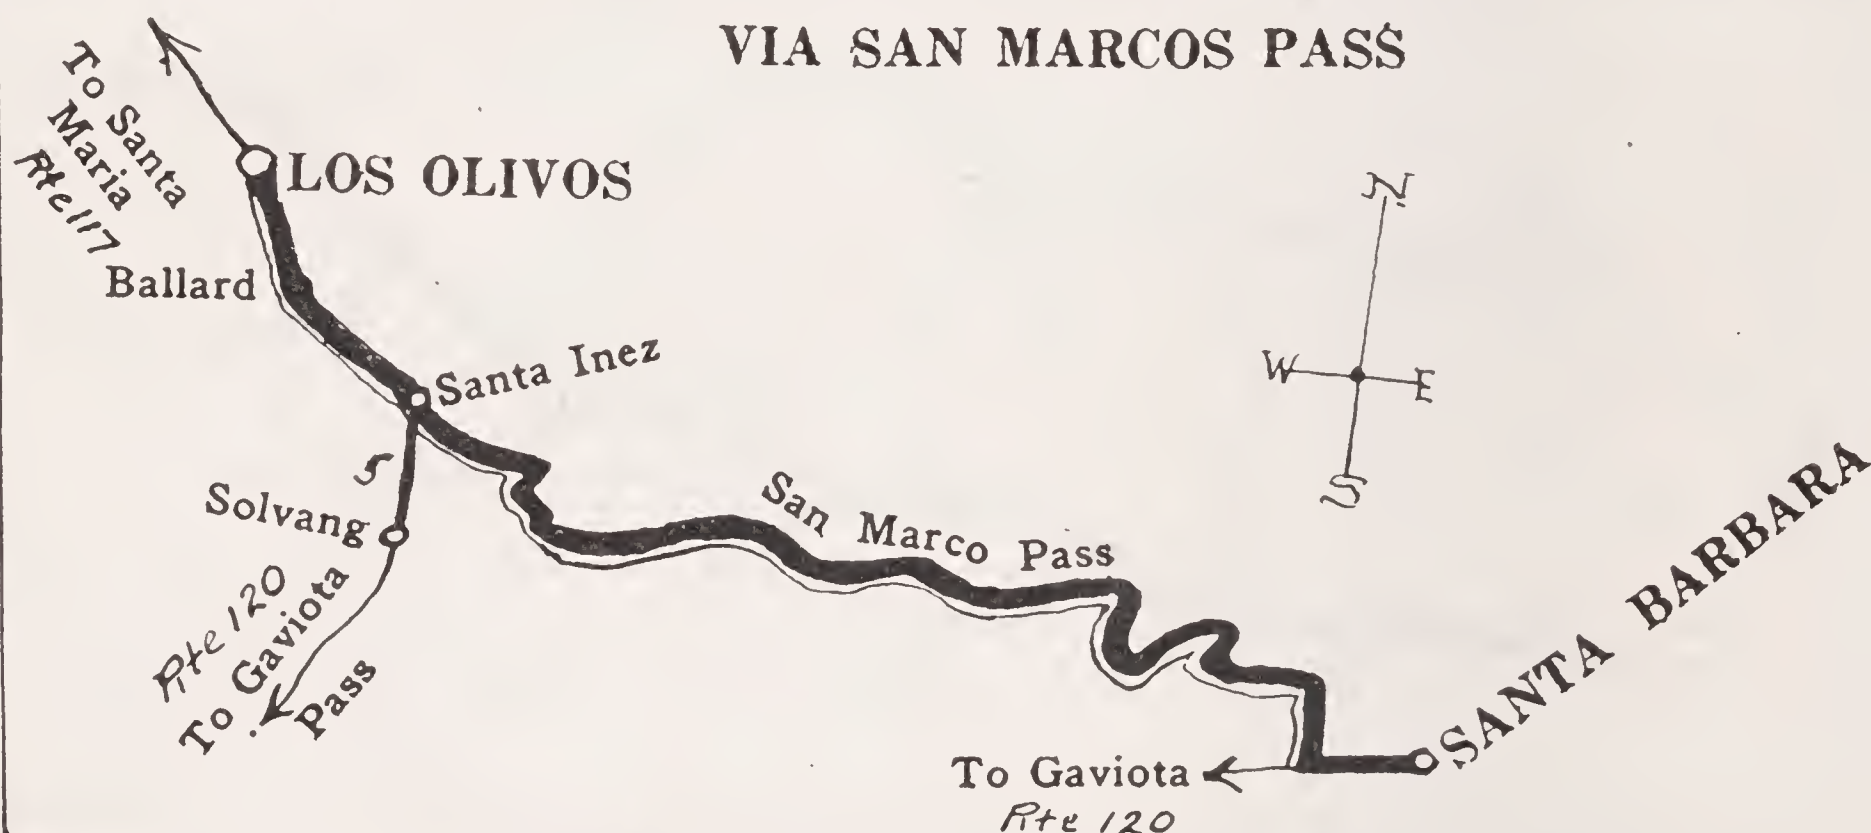 VIA SAN MARCOS PASS
To Santa
Maria
Rte 117
LOS OLIVOS
Ballard
Santa Inez
N
W
E
S
5
Solvang
San Marco Pass
Rte 120
To Gaviota
Pass
SANTA BARBARA
To Gaviota
Rte 120